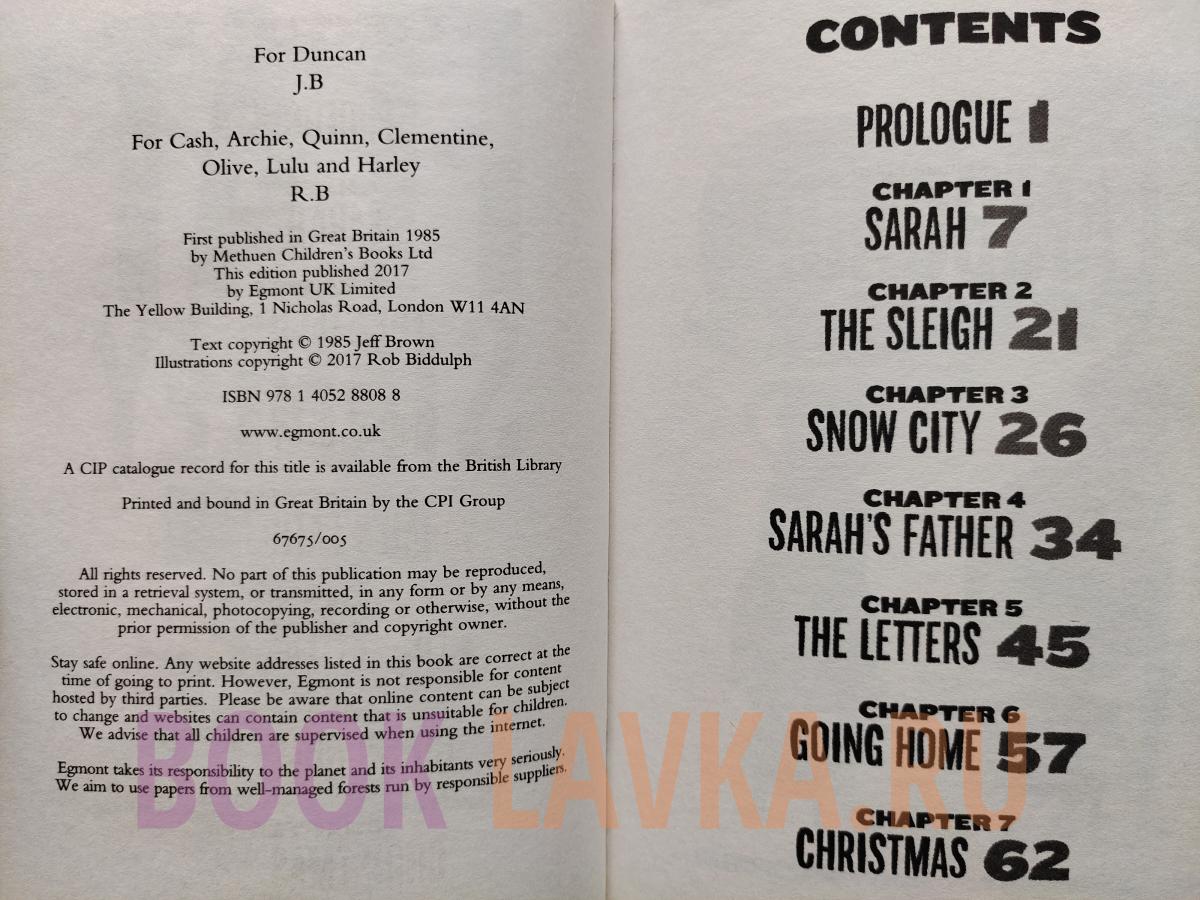 For Duncan
J.B
For Cash, Archie, Quinn, Clementine,
Olive, Lulu and Harley
R.B
First published in Great Britain 1985
by Methuen Children's Books Ltd
This edition published 2017
by Egmont UK Limited
The Yellow Building, 1 Nicholas Road, London W11 4AN
Text copyright © 1985 Jeff Brown
Illustrations copyright © 2017 Rob Biddulph
ISBN 978 1 4052 8808 8
www.egmont.co.uk
A CIP catalogue record for this title is available from the British Library
Printed and bound in Great Britain by the CPI Group
67675/005
All rights reserved. No part of this publication may be reproduced,
stored in a retrieval system, or transmitted, in any form or by any means,
electronic, mechanical, photocopying, recording or otherwise, without the
prior permission of the publisher and copyright owner.
Stay safe online. Any website addresses listed in this book are correct at the
time of going to print. However, Egmont is not responsible for content
hosted by third parties. Please be aware that online content can be subject
to change and websites can contain content that is unsuitable for children.
We advise that all children are supervised when using the internet.
Egmont takes its responsibility to the planet and its inhabitants very seriously.
We aim to use papers from well-managed forests run by responsible suppliers.
CONTENTS
PROLOGUE 1
CHAPTER 1
SARAH 7
CHAPTER 2
THE SLEIGH 21
CHAPTER 3
SNOW CITY 26
CHAPTER 4
SARAH'S FATHER 34
CHAPTER 5
THE LETTERS 45
CHAPTER 6
GOING HOME 57
CHAPTER 7
CHRISTMAS 62
BOOK LAVKA.RU